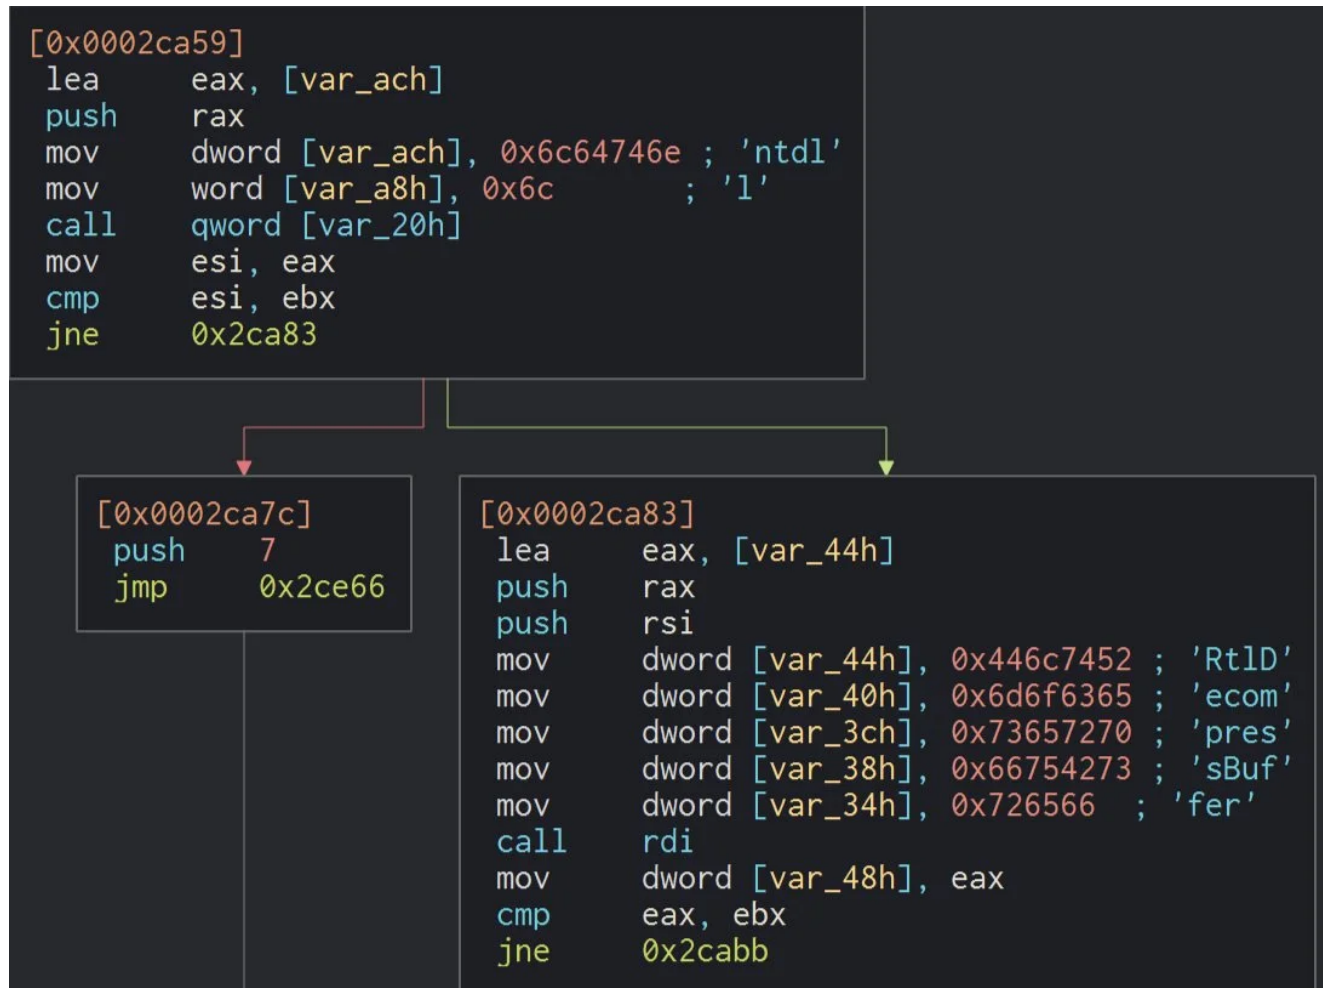 [0x0002ca59]
lea eax, [var_ach]
push rax
mov dword [var_ach], 0x6c64746e ; 'ntdl'
mov word [var_a8h], 0x6c ; 'l'
call qword [var_20h]
mov esi, eax
cmp esi, ebx
jne 0x2ca83
[0x0002ca7c]
push 7
jmp 0x2ce66
[0x0002ca83]
lea eax, [var_44h]
push rax
push rsi
mov dword [var_44h], 0x446c7452 ; 'RtlD'
mov dword [var_40h], 0x6d6f6365 ; 'ecom'
mov dword [var_3ch], 0x73657270 ; 'pres'
mov dword [var_38h], 0x66754273 ; 'sBuf'
mov dword [var_34h], 0x726566 ; 'fer'
call rdi
mov dword [var_48h], eax
cmp eax, ebx
jne 0x2cabb